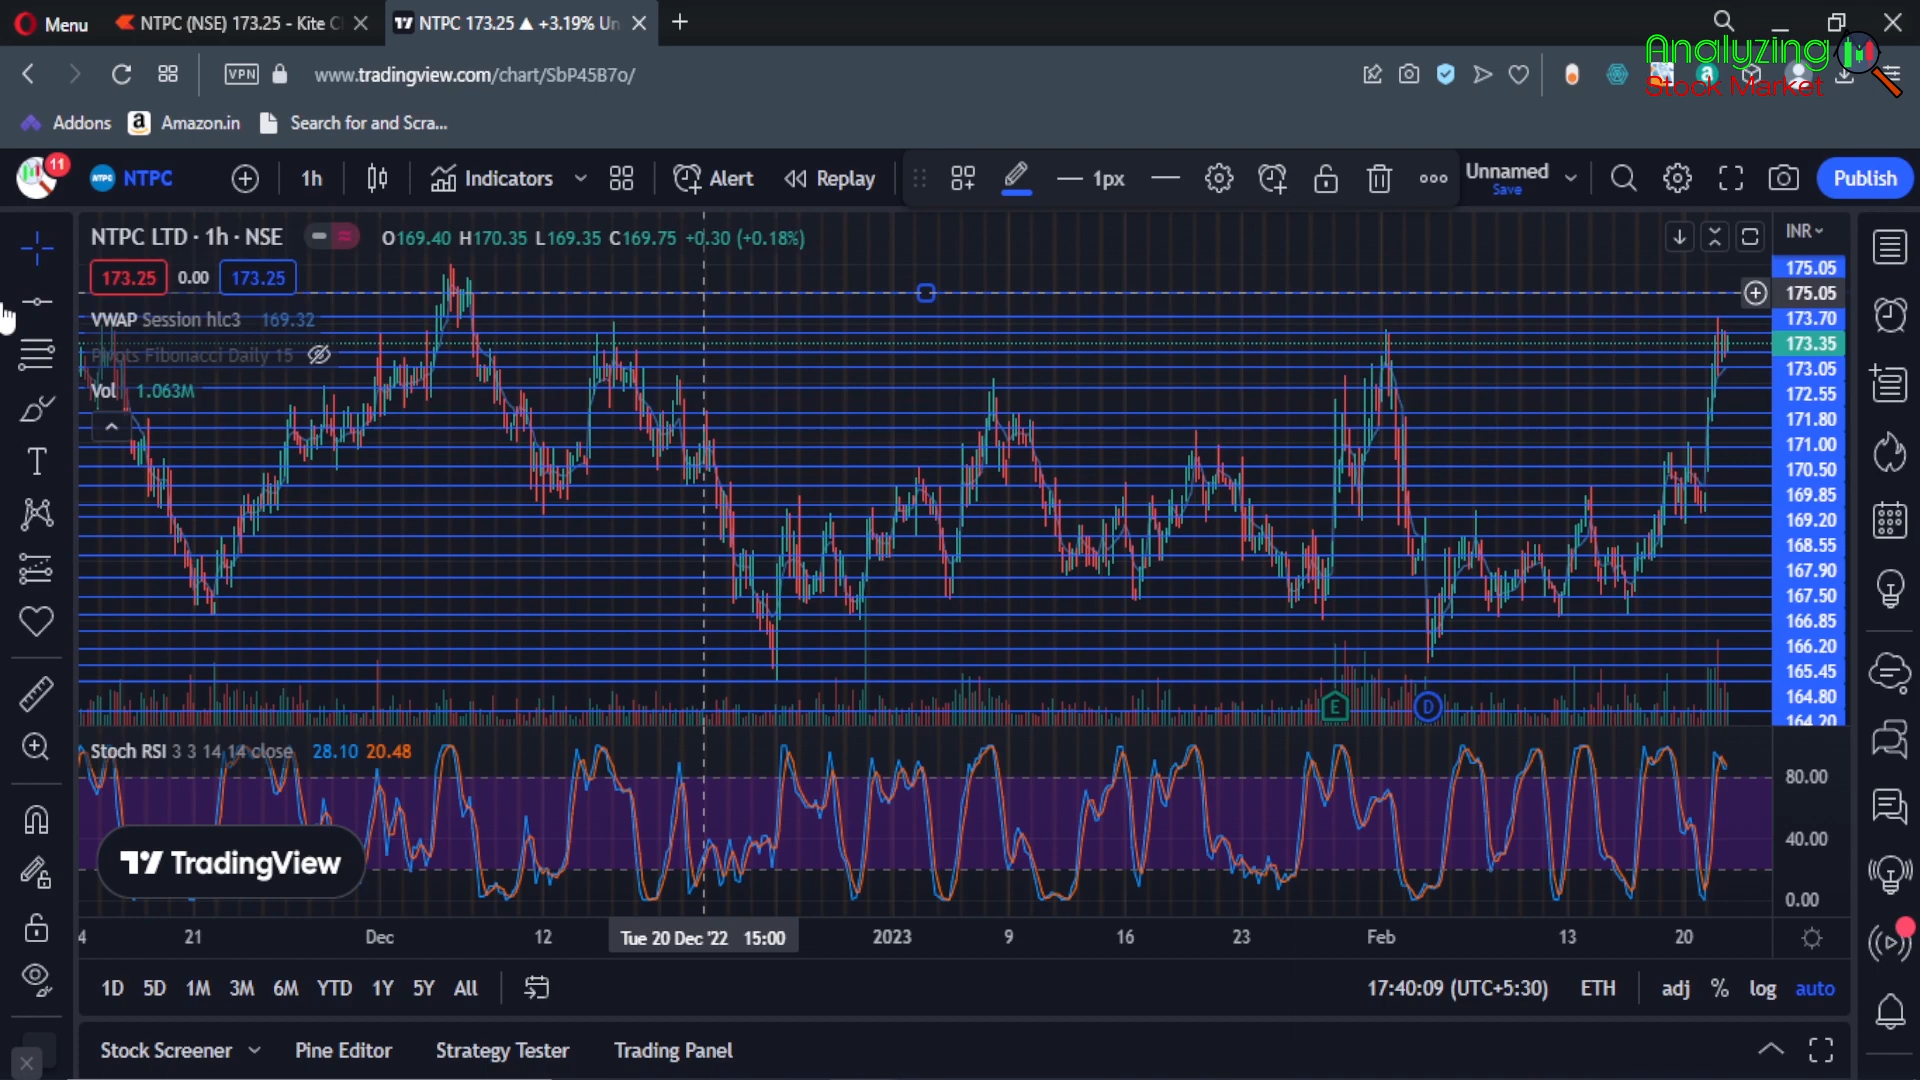 Menu
NTPC (NSE) 173.25 - Kite C
NTPC 173.25 ▲ +3.19% Un
Analyzing
Stock Market
VPN
www.tradingview.com/chart/SbP45B7o/
Addons
Amazon.in
Search for and Scra...
11
NTPC
1h
Indicators
Alert
Replay
1px
Unnamed
Save
Publish
NTPC LTD · 1h · NSE
O169.40 H170.35 L169.35 C169.75 +0.30 (+0.18%)
INR
173.25 0.00 173.25
VWAP Session hlc3 169.32
Pivots Fibonacci Daily 15
Vol 1.063M
175.05
175.05
173.70
173.35
173.05
172.55
171.80
171.00
170.50
169.85
169.20
168.55
167.90
167.50
166.85
166.20
165.45
164.80
164.20
E
D
Stoch RSI 3 3 14 14 close 28.10 20.48
80.00
40.00
0.00
TradingView
4 21 Dec 12 Tue 20 Dec '22 15:00 2023 9 16 23 Feb 13 20
1D 5D 1M 3M 6M YTD 1Y 5Y All
17:40:09 (UTC+5:30) ETH adj % log auto
Stock Screener Pine Editor Strategy Tester Trading Panel